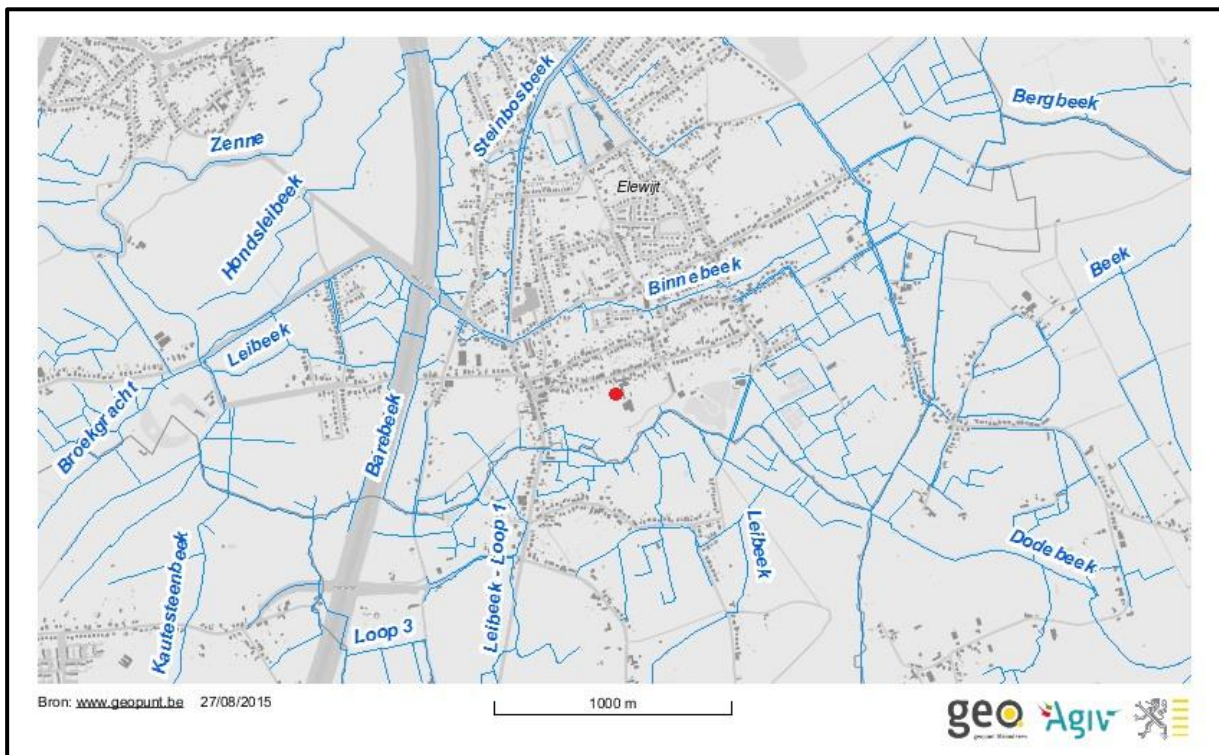 Zenne
Steinbosbeek
Bergbeek
Hondsleibeek
Elewijt
Binnebeek
Beek
Leibeek
Broekgracht
Barebeek
Leibeek - Loop 1
Leibeek
Dodebeek
Kautesteenbeek
Loop 3
Bron: www.geopunt.be 27/08/2015
1000 m
geo
Agiv